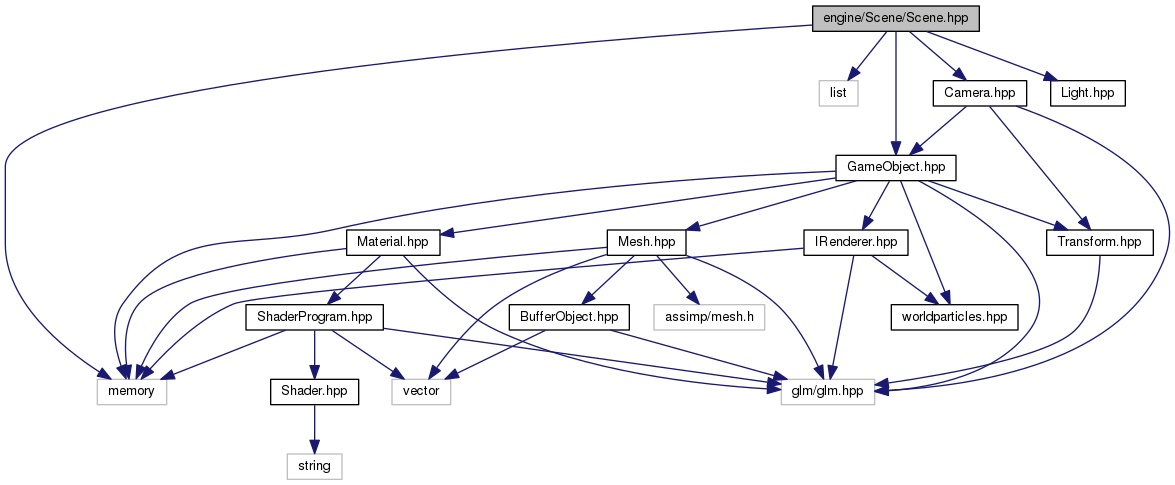 engine/Scene/Scene.hpp
list
Camera.hpp
Light.hpp
GameObject.hpp
Material.hpp
Mesh.hpp
IRenderer.hpp
Transform.hpp
ShaderProgram.hpp
BufferObject.hpp
assimp/mesh.h
worldparticles.hpp
memory
Shader.hpp
vector
glm/glm.hpp
string